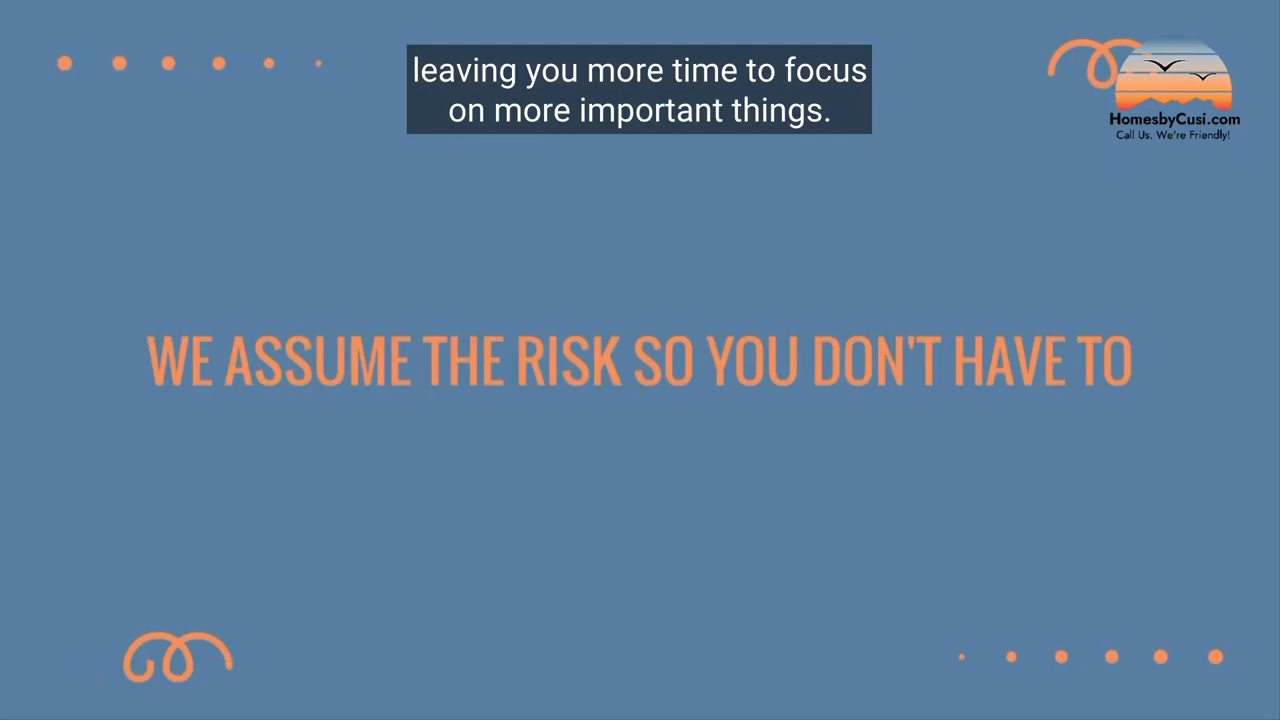 leaving you more time to focus
on more important things.
HomesbyCusi.com
Call Us. We're Friendly!
WE ASSUME THE RISK SO YOU DON'T HAVE TO